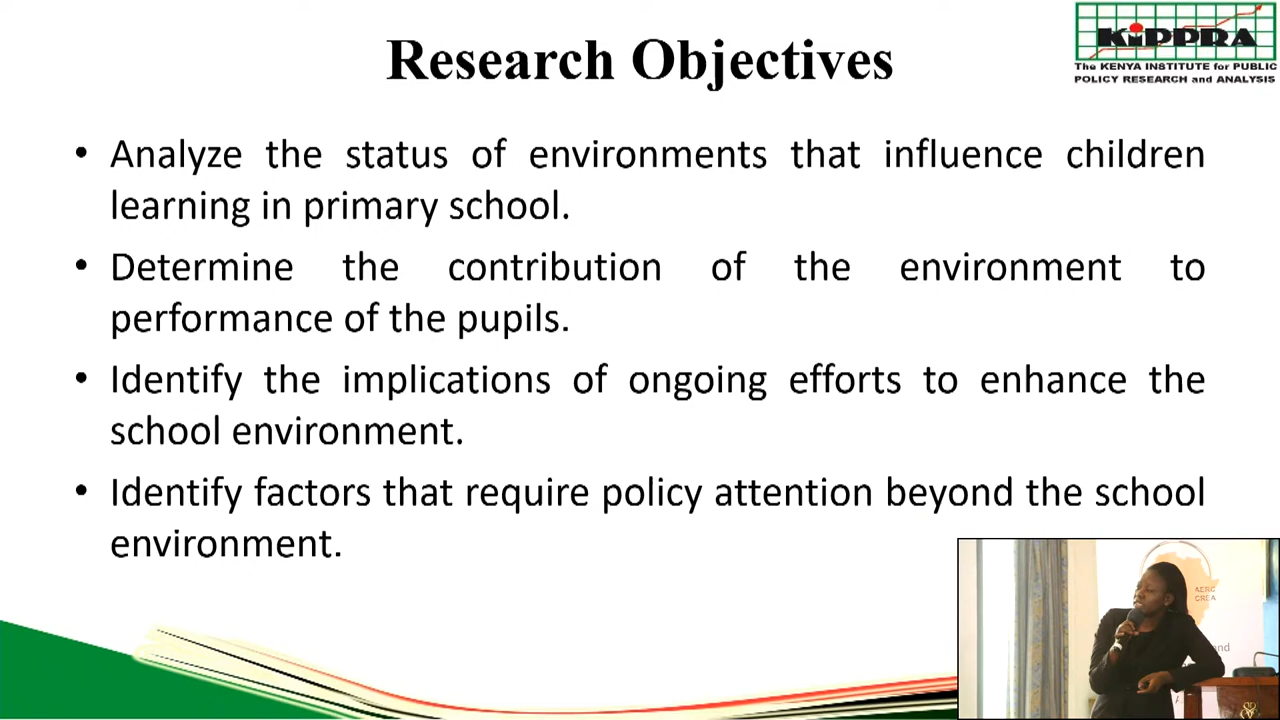 Research Objectives
KIPPRA
The KENYA INSTITUTE for PUBLIC
POLICY RESEARCH and ANALYSIS
• Analyze the status of environments that influence children
learning in primary school.
• Determine the contribution of the environment to
performance of the pupils.
• Identify the implications of ongoing efforts to enhance the
school environment.
• Identify factors that require policy attention beyond the school
environment.
AERC
CREA